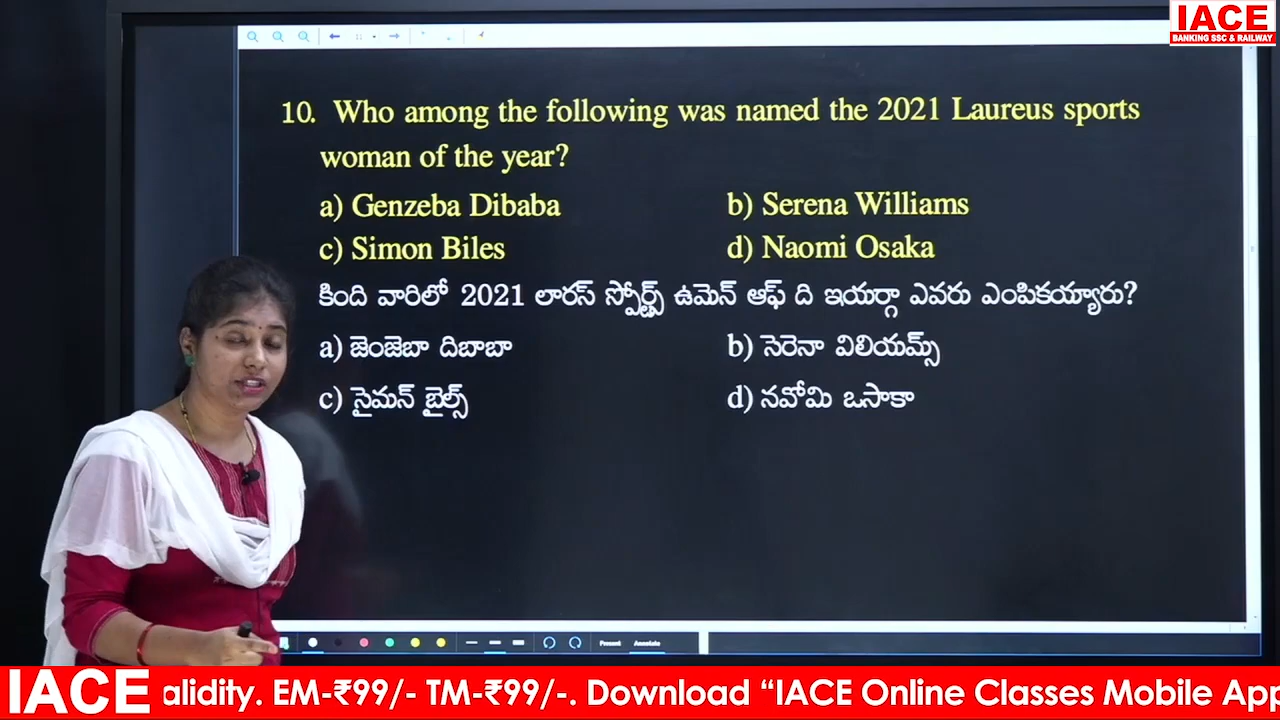 IACE
BANKING SSC & RAILWAY
10. Who among the following was named the 2021 Laureus sports
woman of the year?
a) Genzeba Dibaba b) Serena Williams
c) Simon Biles d) Naomi Osaka
కింది వారిలో 2021 లారస్ స్పోర్ట్స్ ఉమెన్ ఆఫ్ ది ఇయర్గా ఎవరు ఎంపికయ్యారు?
a) జెంజెబా దిబాబా b) సెరెనా విలియమ్స్
c) సైమన్ బైల్స్ d) నవోమి ఒసాకా
Present Annotate
IACE alidity. EM-₹99/- TM-₹99/-. Download “IACE Online Classes Mobile App